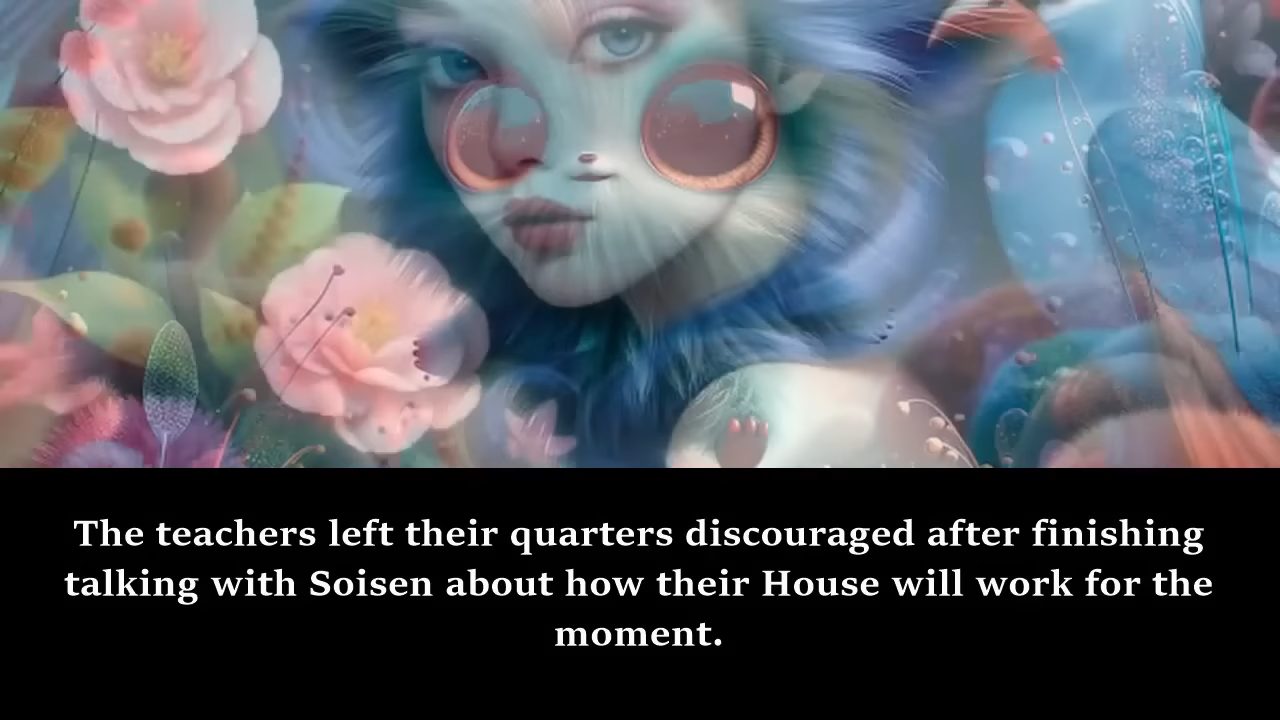 The teachers left their quarters discouraged after finishing
talking with Soisen about how their House will work for the
moment.